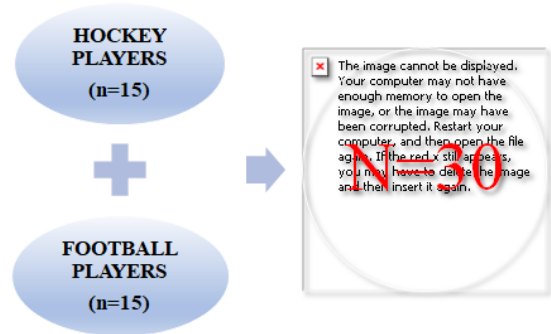 HOCKEY
PLAYERS
(n=15)
FOOTBALL
PLAYERS
(n=15)
The image cannot be displayed.
Your computer may not have
enough memory to open the
image, or the image may have
been corrupted. Restart your
computer, and then open the file
again. If the red x still appears,
you may have to delete the image
and then insert it again.
N=30